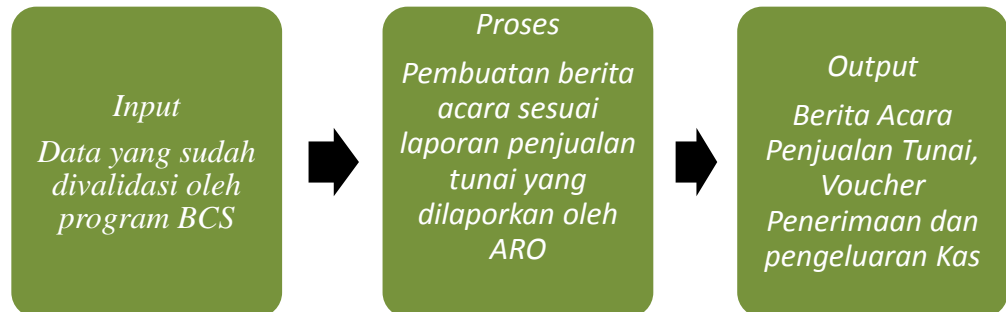 Input
Data yang sudah
divalidasi oleh
program BCS
Proses
Pembuatan berita
acara sesuai
laporan penjualan
tunai yang
dilaporkan oleh
ARO
Output
Berita Acara
Penjualan Tunai,
Voucher
Penerimaan dan
pengeluaran Kas